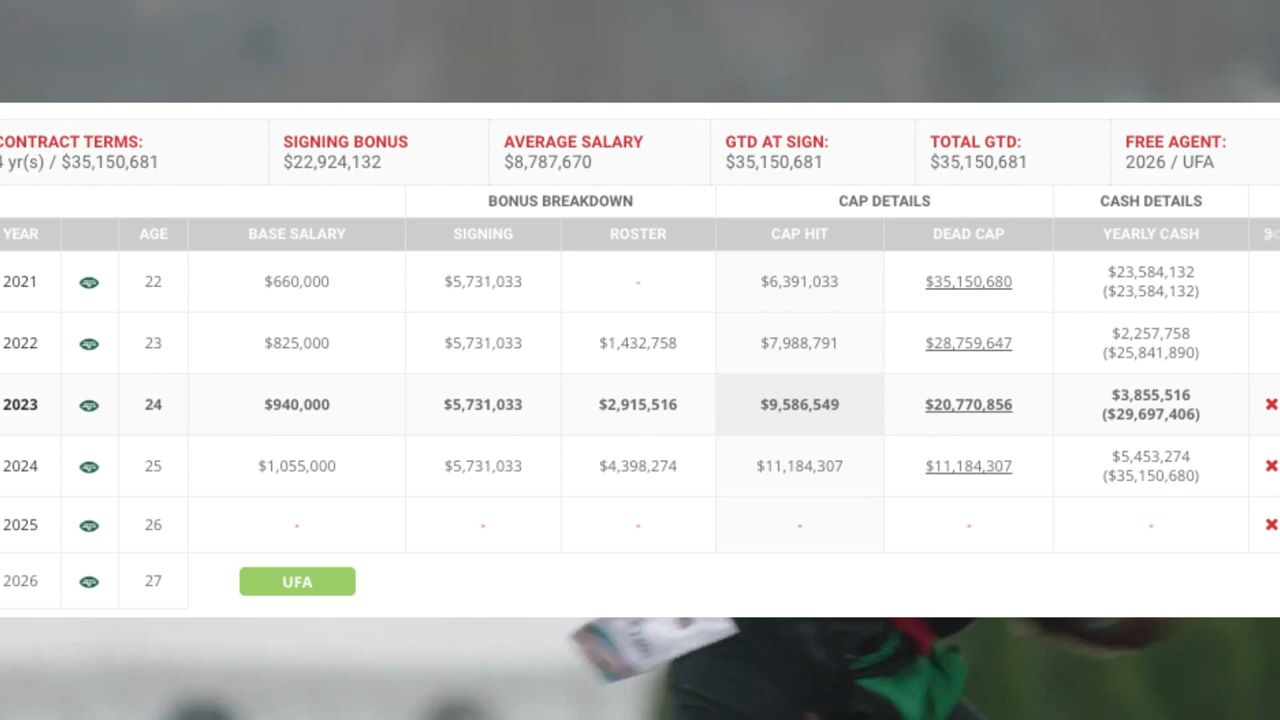 CONTRACT TERMS: SIGNING BONUS AVERAGE SALARY GTD AT SIGN: TOTAL GTD: FREE AGENT:
yr(s) / $35,150,681 $22,924,132 $8,787,670 $35,150,681 $35,150,681 2026 / UFA
BONUS BREAKDOWN CAP DETAILS CASH DETAILS
YEAR AGE BASE SALARY SIGNING ROSTER CAP HIT DEAD CAP YEARLY CASH
2021 22 $660,000 $5,731,033 - $6,391,033 $35,150,680 $23,584,132
($23,584,132)
2022 23 $825,000 $5,731,033 $1,432,758 $7,988,791 $28,759,647 $2,257,758
($25,841,890)
2023 24 $940,000 $5,731,033 $2,915,516 $9,586,549 $20,770,856 $3,855,516
($29,697,406)
2024 25 $1,055,000 $5,731,033 $4,398,274 $11,184,307 $11,184,307 $5,453,274
($35,150,680)
2025 26 - - - - - -
2026 27 UFA